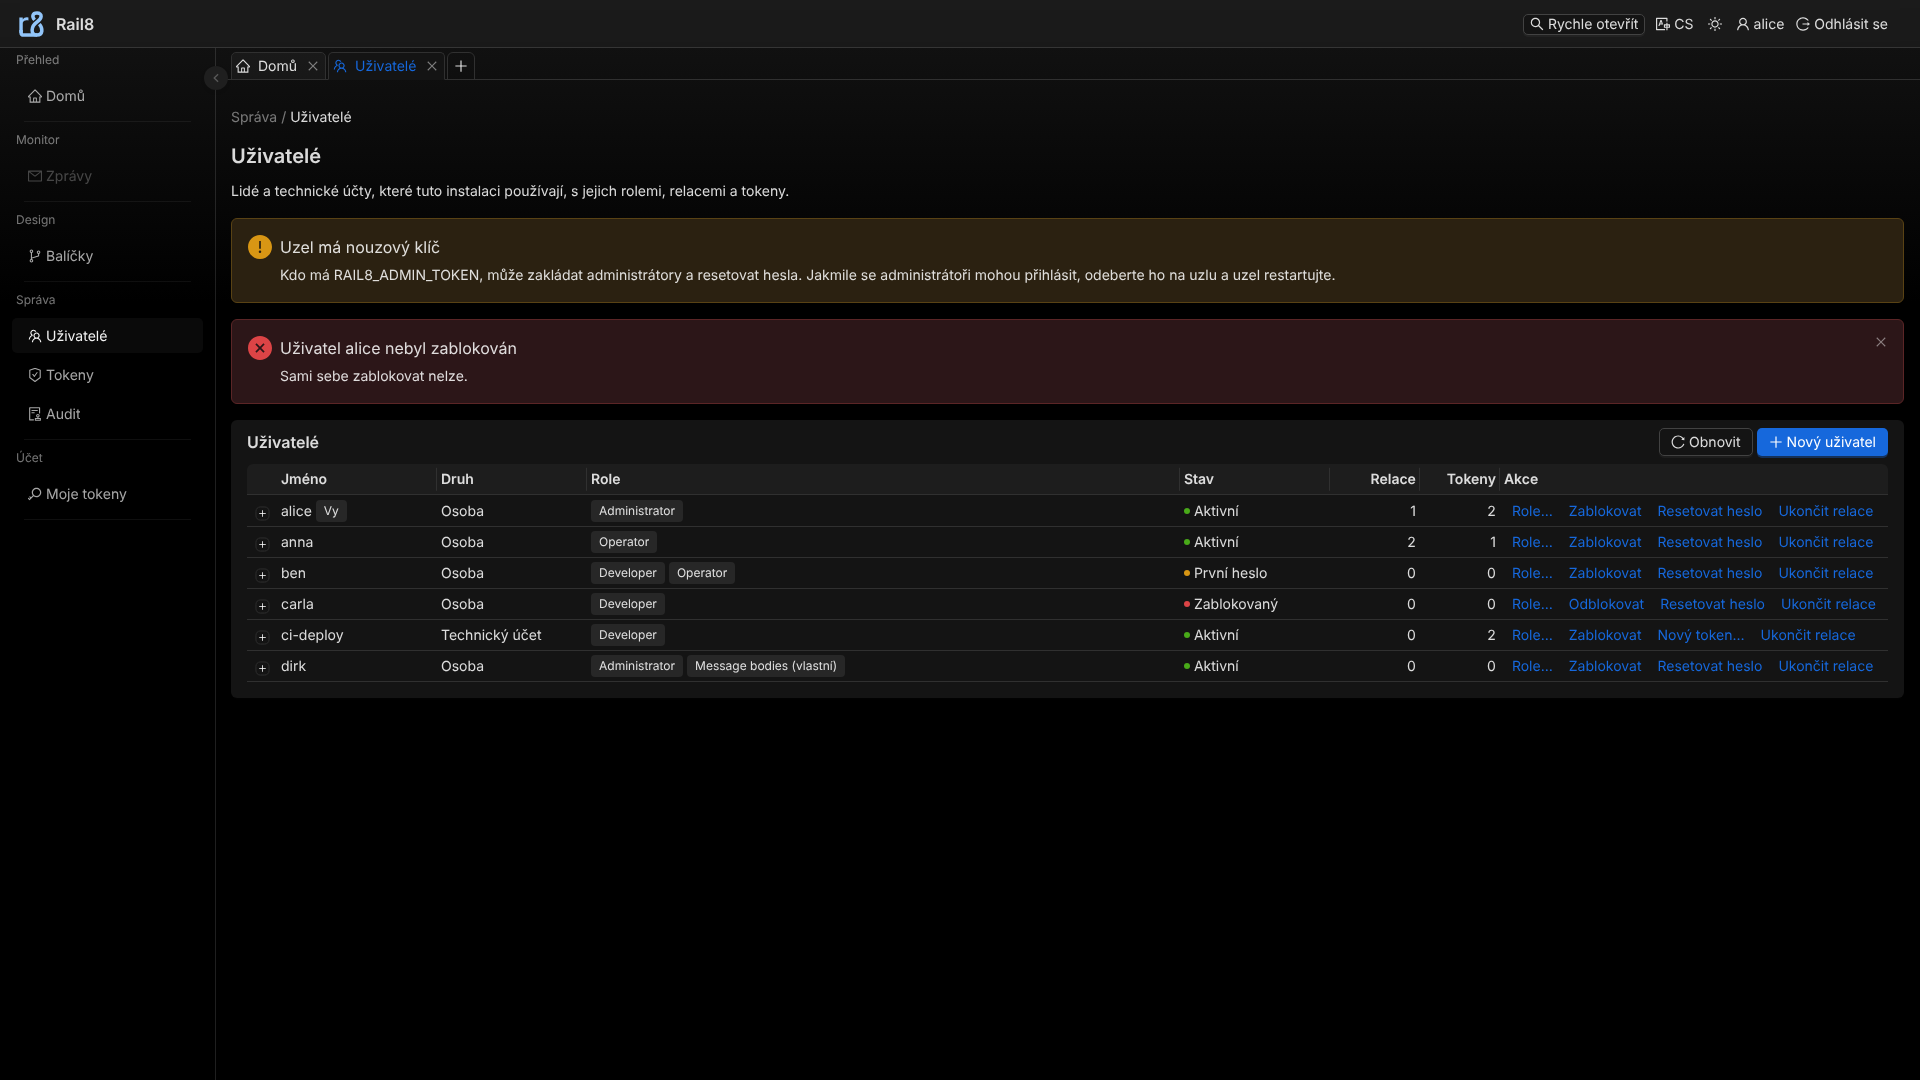 Rail8
Rychle otevřít CS alice Odhlásit se
Přehled
Domů
Monitor
Zprávy
Design
Balíčky
Správa
Uživatelé
Tokeny
Audit
Účet
Moje tokeny
Domů Uživatelé
Správa / Uživatelé
Uživatelé
Lidé a technické účty, které tuto instalaci používají, s jejich rolemi, relacemi a tokeny.
Uzel má nouzový klíč
Kdo má RAIL8_ADMIN_TOKEN, může zakládat administrátory a resetovat hesla. Jakmile se administrátoři mohou přihlásit, odeberte ho na uzlu a uzel restartujte.
Uživatel alice nebyl zablokován
Sami sebe zablokovat nelze.
Uživatelé Obnovit Nový uživatel
Jméno Druh Role Stav Relace Tokeny Akce
alice Vy Osoba Administrator Aktivní 1 2 Role... Zablokovat Resetovat heslo Ukončit relace
anna Osoba Operator Aktivní 2 1 Role... Zablokovat Resetovat heslo Ukončit relace
ben Osoba Developer Operator První heslo 0 0 Role... Zablokovat Resetovat heslo Ukončit relace
carla Osoba Developer Zablokovaný 0 0 Role... Odblokovat Resetovat heslo Ukončit relace
ci-deploy Technický účet Developer Aktivní 0 2 Role... Zablokovat Nový token... Ukončit relace
dirk Osoba Administrator Message bodies (vlastní) Aktivní 0 0 Role... Zablokovat Resetovat heslo Ukončit relace